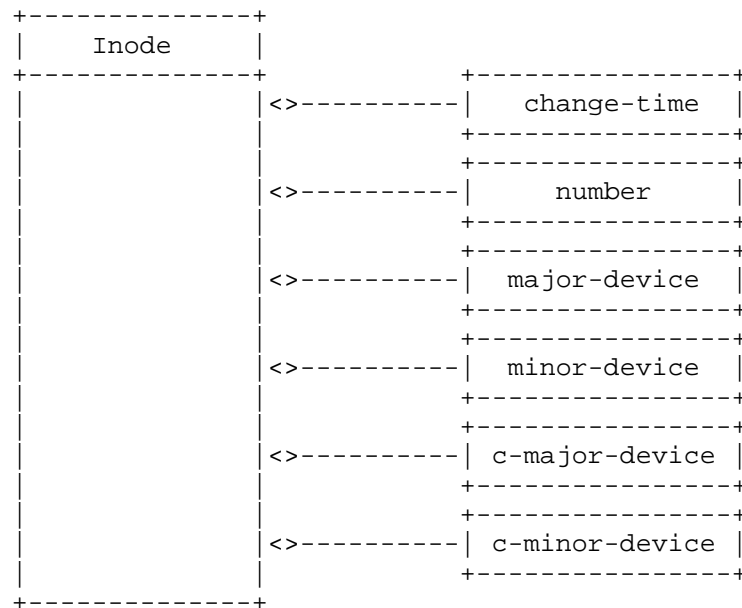 +--------------+
|    Inode     |
+--------------+            +----------------+
|              |<>----------|   change-time  |
|              |            +----------------+
|              |            +----------------+
|              |<>----------|     number     |
|              |            +----------------+
|              |            +----------------+
|              |<>----------|  major-device  |
|              |            +----------------+
|              |            +----------------+
|              |<>----------|  minor-device  |
|              |            +----------------+
|              |            +----------------+
|              |<>----------| c-major-device |
|              |            +----------------+
|              |            +----------------+
|              |<>----------| c-minor-device |
|              |            +----------------+
+--------------+